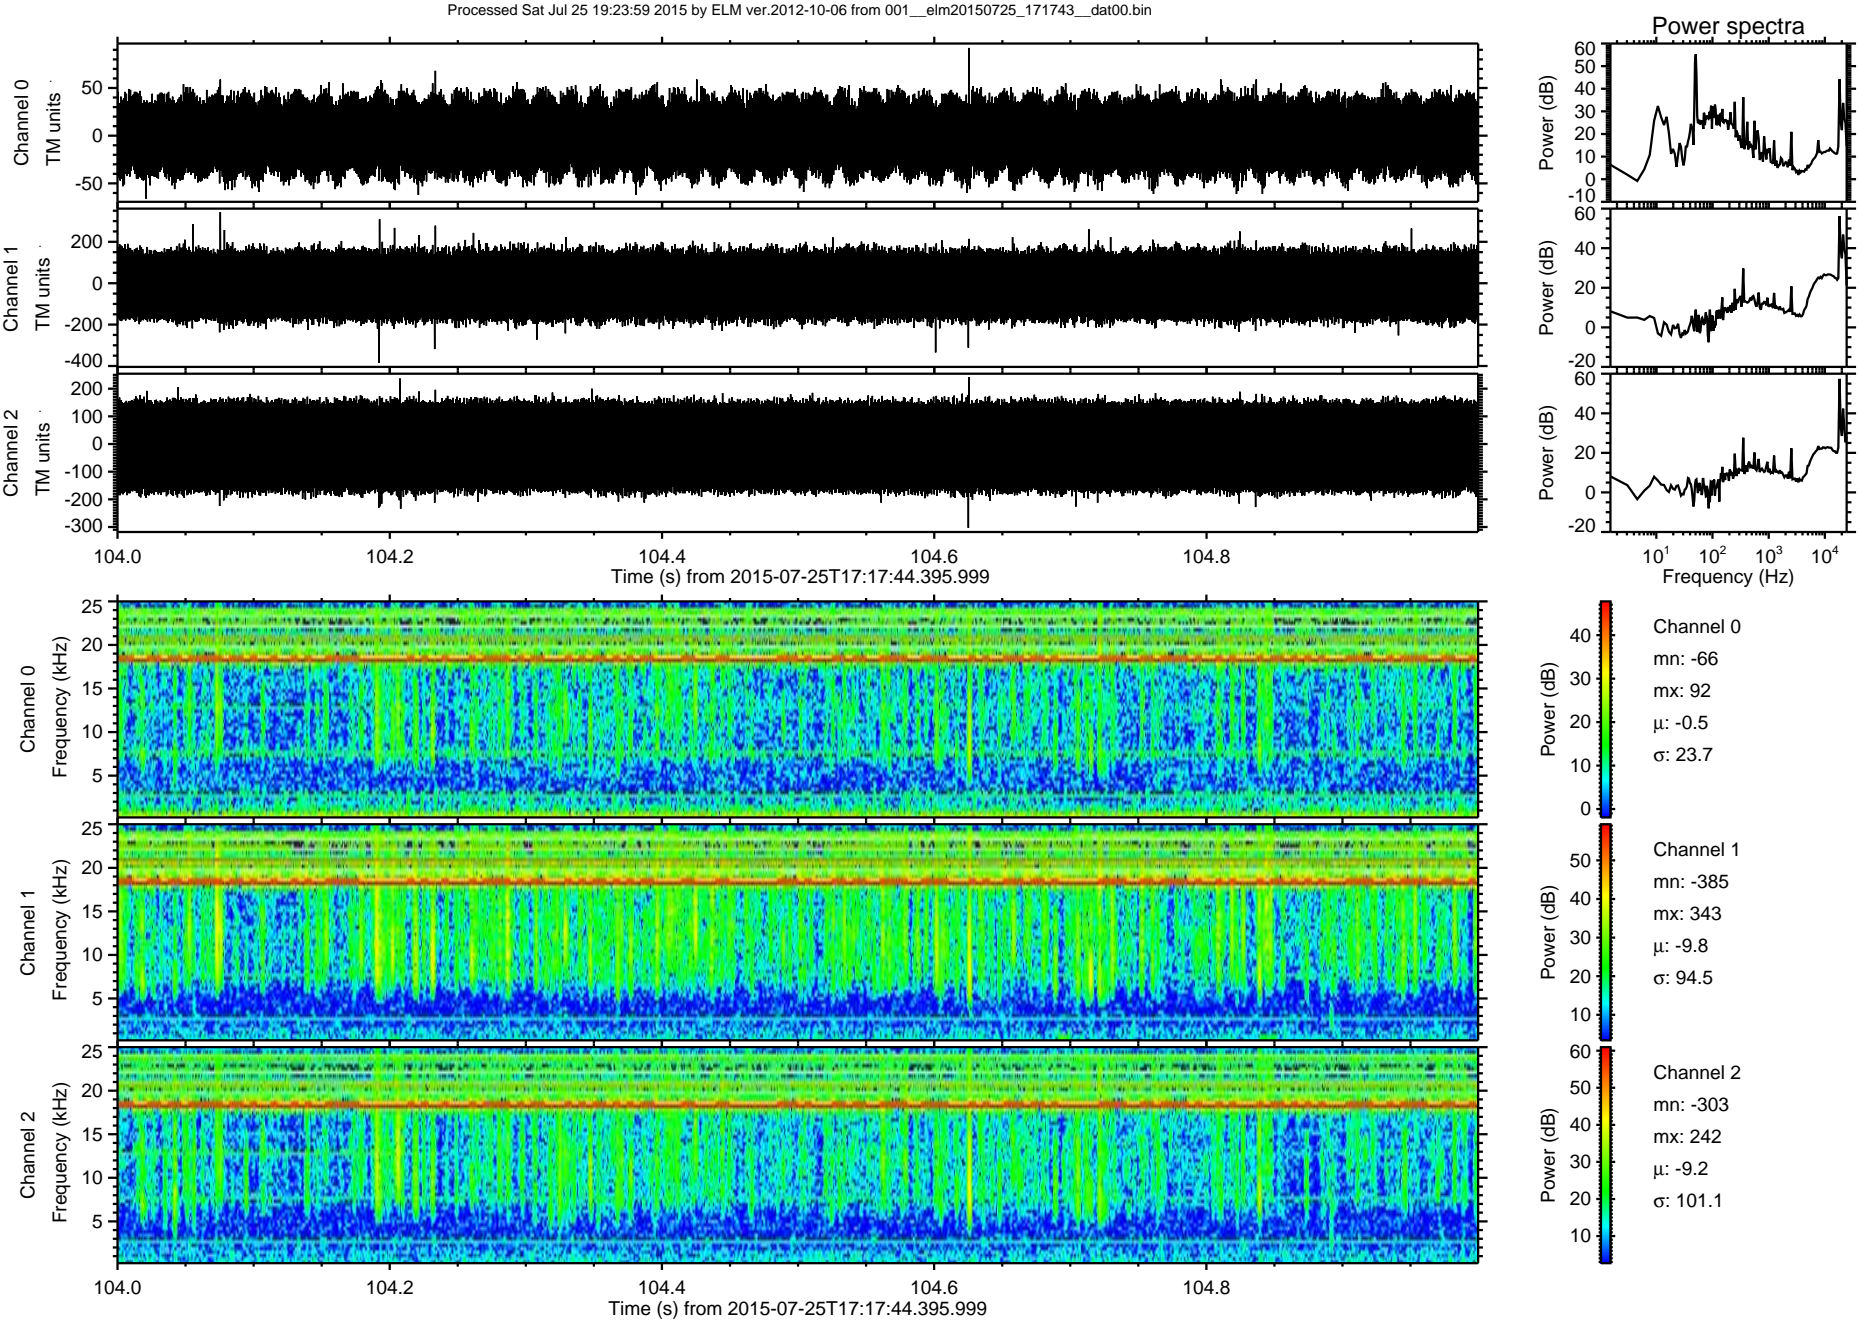 Processed Sat Jul 25 19:23:59 2015 by ELM ver.2012-10-06 from 001__elm20150725_171743__dat00.bin
Power spectra
Channel 0
TM units
50
0
-50
Power (dB)
60
50
40
30
20
10
0
-10
Channel 1
TM units
200
0
-200
-400
Power (dB)
60
40
20
0
-20
Channel 2
TM units
200
100
0
-100
-200
-300
Power (dB)
60
40
20
0
-20
104.0 104.2 104.4 104.6 104.8
Time (s) from 2015-07-25T17:17:44.395.999
10¹ 10² 10³ 10⁴
Frequency (Hz)
Channel 0
Frequency (kHz)
25
20
15
10
5
Power (dB)
40
30
20
10
0
Channel 0
mn: -66
mx: 92
µ: -0.5
σ: 23.7
Channel 1
Frequency (kHz)
25
20
15
10
5
Power (dB)
50
40
30
20
10
Channel 1
mn: -385
mx: 343
µ: -9.8
σ: 94.5
Channel 2
Frequency (kHz)
25
20
15
10
5
Power (dB)
60
50
40
30
20
10
Channel 2
mn: -303
mx: 242
µ: -9.2
σ: 101.1
104.0 104.2 104.4 104.6 104.8
Time (s) from 2015-07-25T17:17:44.395.999